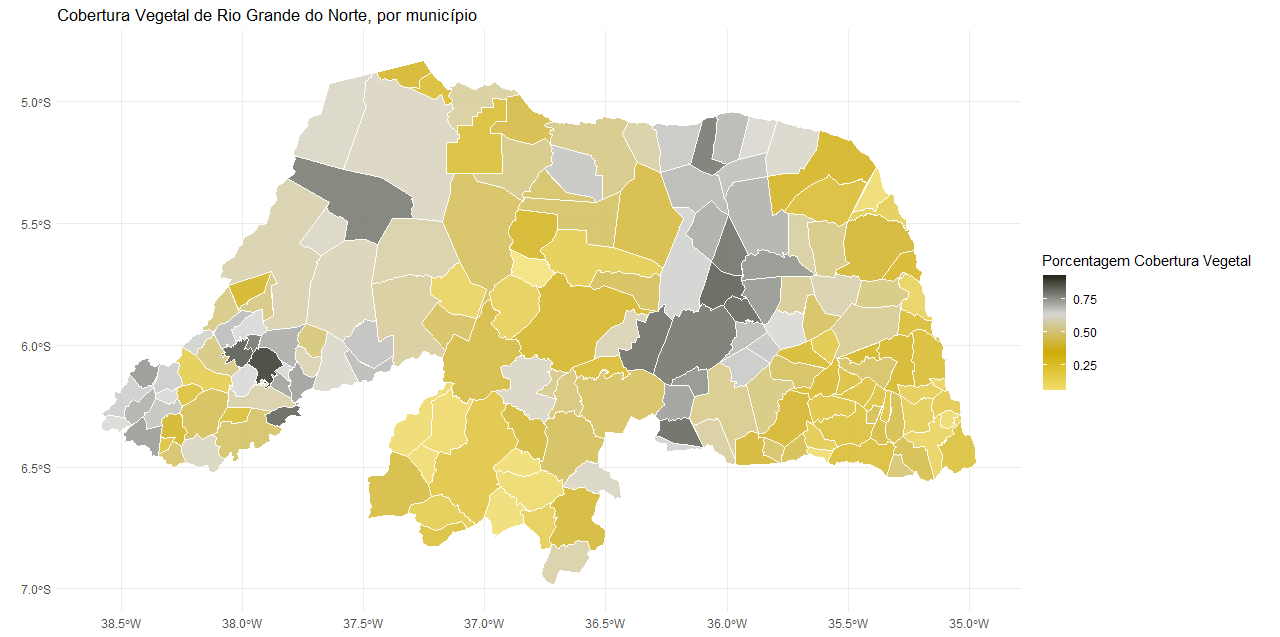 Cobertura Vegetal de Rio Grande do Norte, por município
5.0°S
5.5°S
6.0°S
6.5°S
7.0°S
38.5°W 38.0°W 37.5°W 37.0°W 36.5°W 36.0°W 35.5°W 35.0°W
Porcentagem Cobertura Vegetal
0.75
0.50
0.25